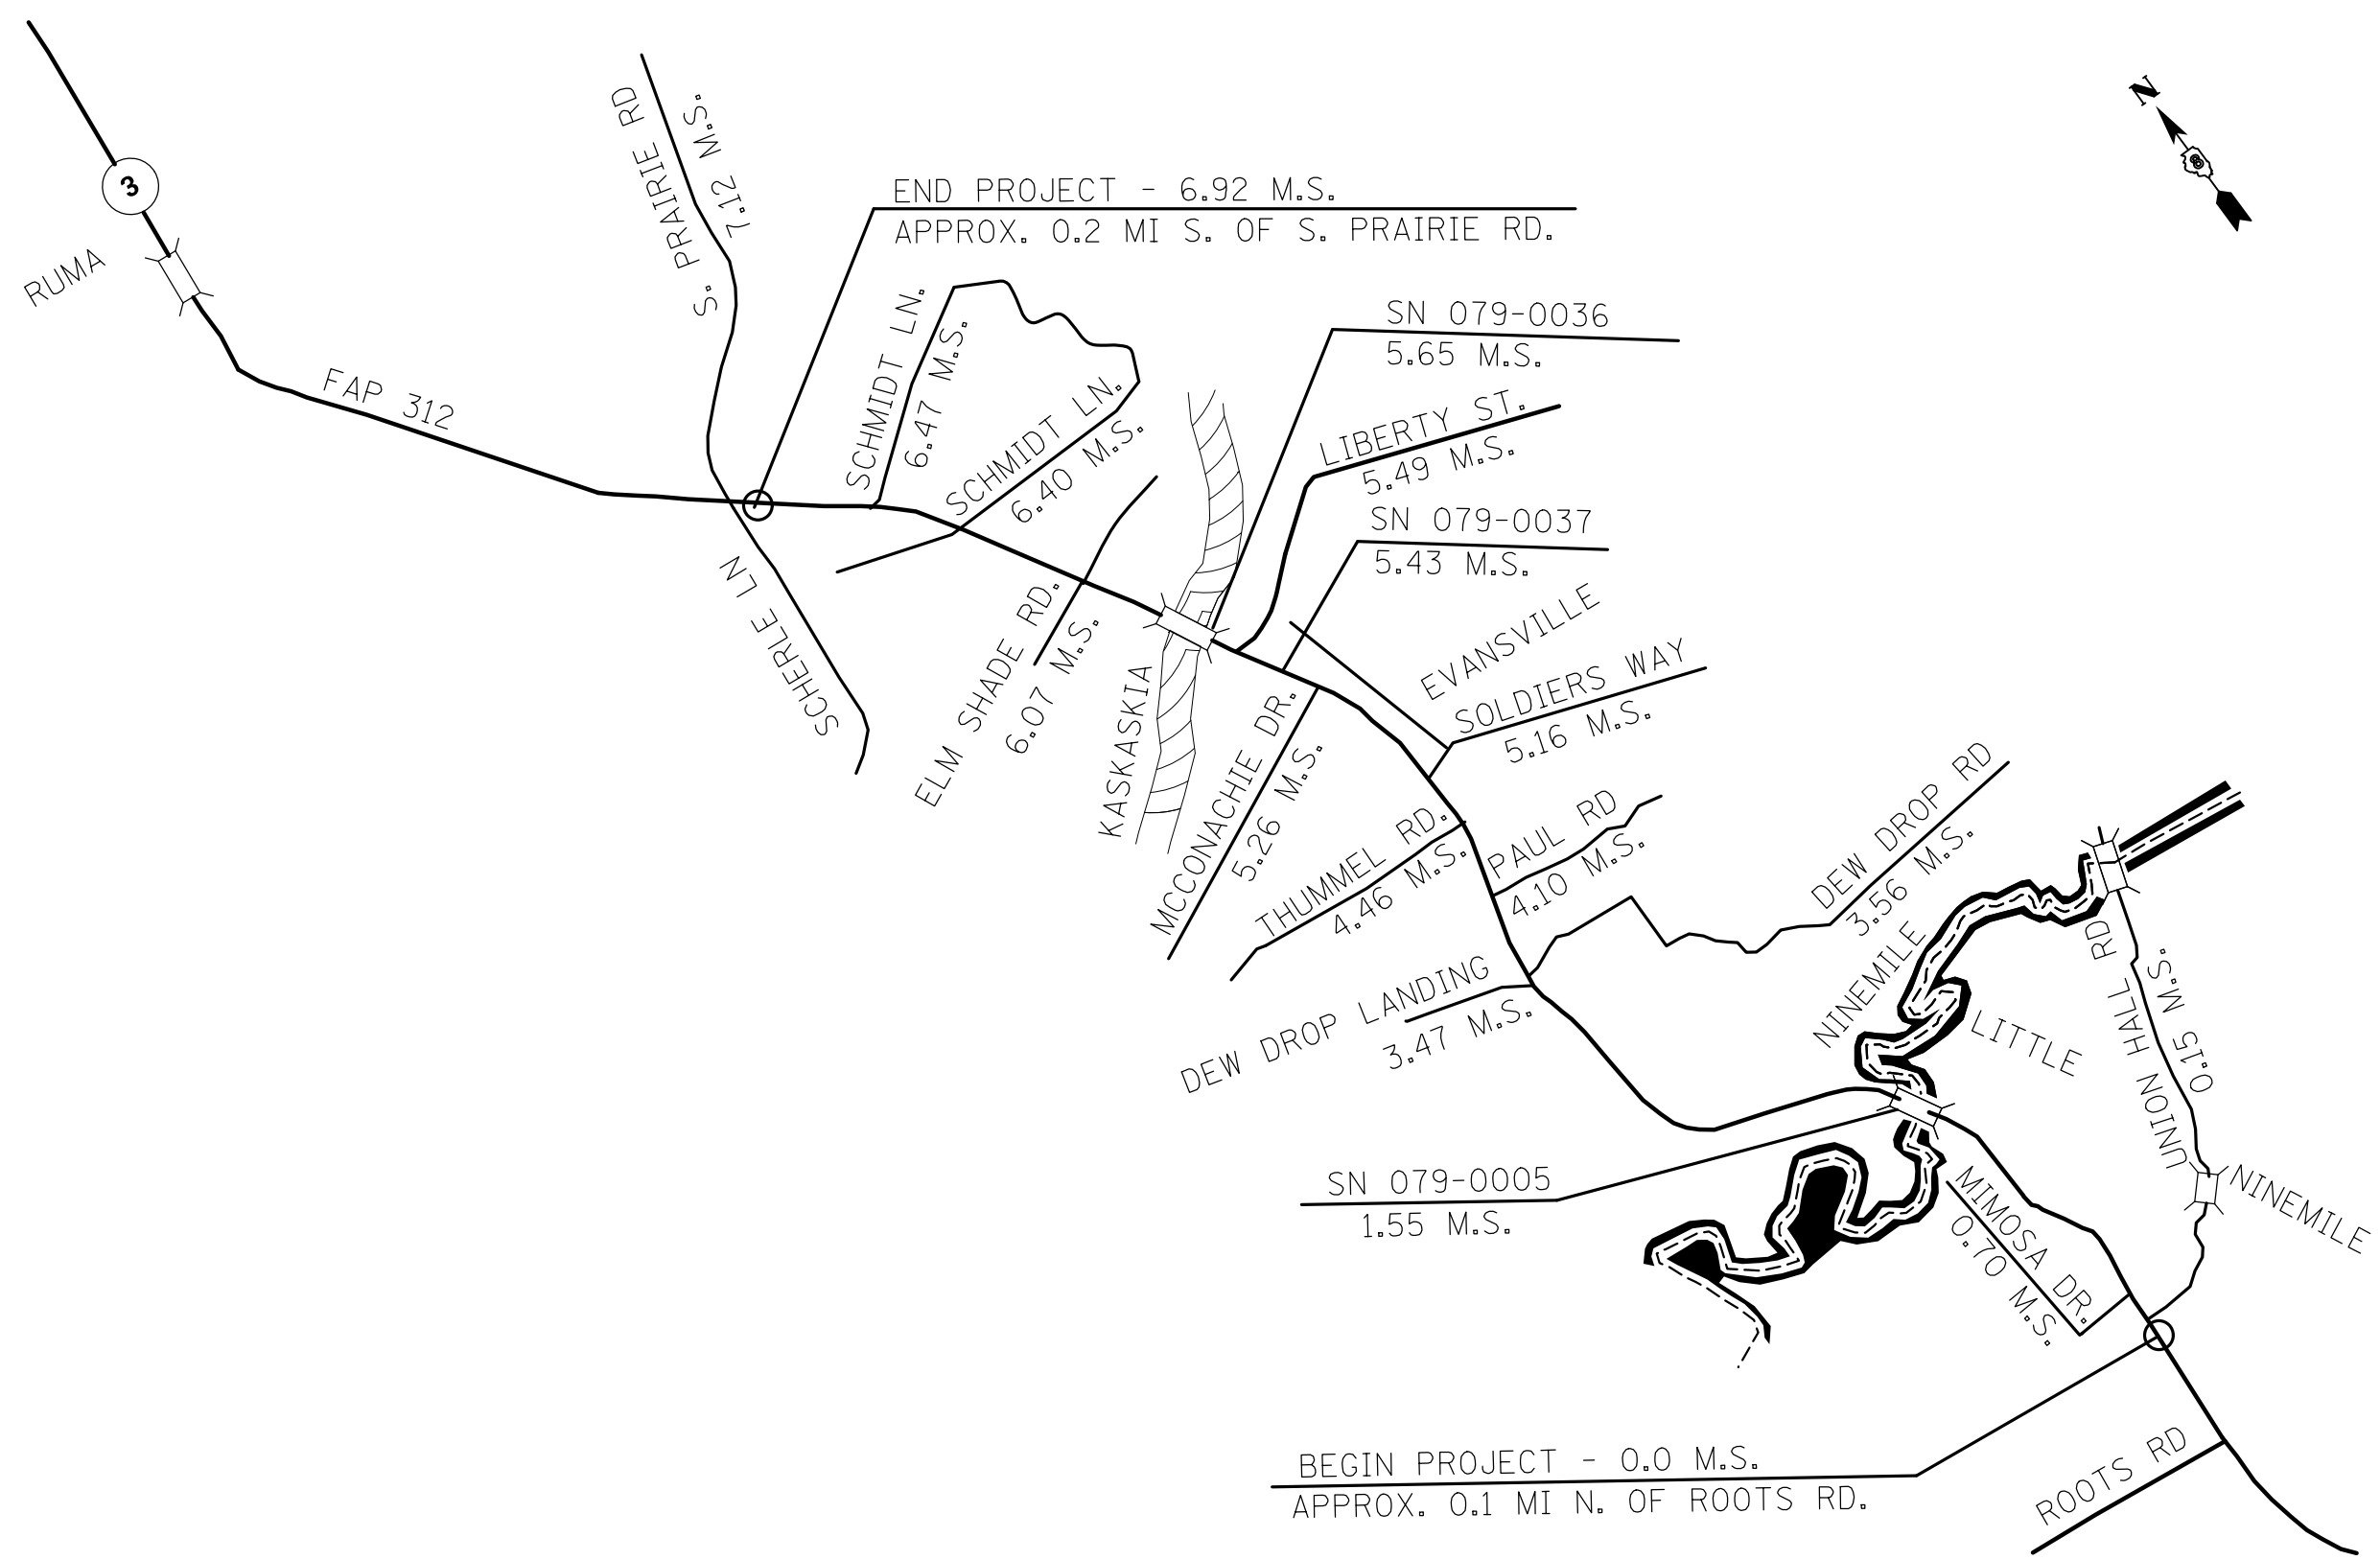 N
8
3
RUMA
FAP 312
S. PRAIRIE RD
7.12 M.S.
END PROJECT - 6.92 M.S.
APPROX. 0.2 MI S. OF S. PRAIRIE RD.
SCHERLE LN
SCHMIDT LN.
6.47 M.S.
SCHMIDT LN.
6.40 M.S.
SN 079-0036
5.65 M.S.
LIBERTY ST.
5.49 M.S.
SN 079-0037
5.43 M.S.
EVANSVILLE
ELM SHADE RD.
6.07 M.S.
KASKASKIA
SOLDIERS WAY
5.16 M.S.
MCCONACHIE DR.
5.26 M.S.
THUMMEL RD.
4.46 M.S.
PAUL RD
4.10 M.S.
DEW DROP RD
3.56 M.S.
DEW DROP LANDING
3.47 M.S.
NINEMILE
LITTLE
UNION HALL RD
0.15 M.S.
NINEMILE
SN 079-0005
1.55 M.S.
MIMOSA DR.
0.70 M.S.
BEGIN PROJECT - 0.0 M.S.
APPROX. 0.1 MI N. OF ROOTS RD.
ROOTS RD